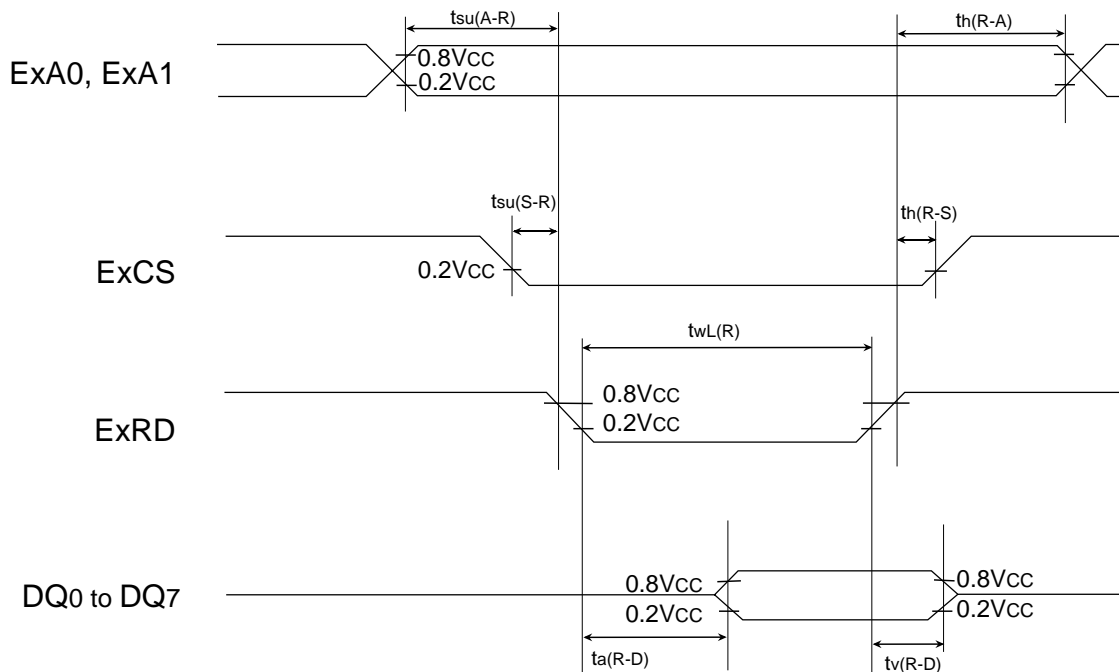 tsu(A-R)
th(R-A)
ExA0, ExA1
0.8VCC
0.2VCC
tsu(S-R)
th(R-S)
ExCS
0.2VCC
twL(R)
ExRD
0.8VCC
0.2VCC
DQ0 to DQ7
0.8VCC
0.8VCC
0.2VCC
0.2VCC
ta(R-D)
tv(R-D)